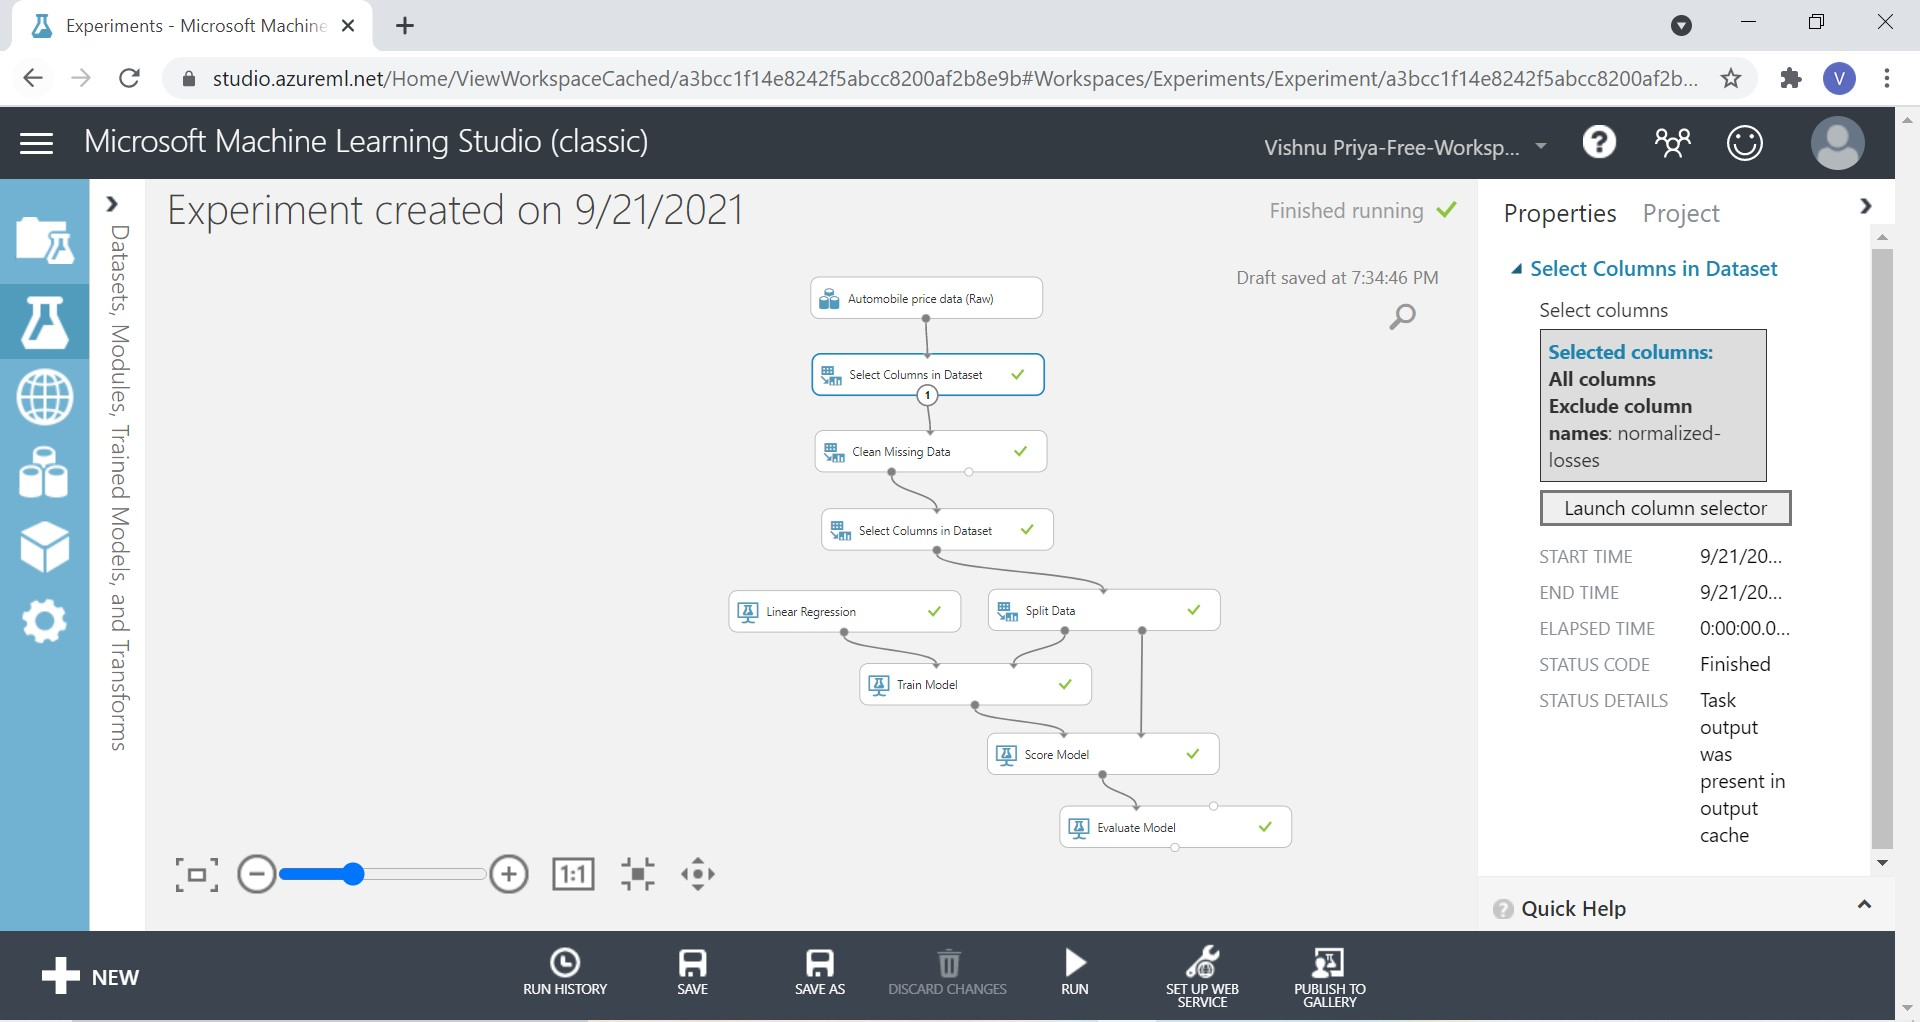 Experiments - Microsoft Machine
studio.azureml.net/Home/ViewWorkspaceCached/a3bcc1f14e8242f5abcc8200af2b8e9b#Workspaces/Experiments/Experiment/a3bcc1f14e8242f5abcc8200af2b...
V
Microsoft Machine Learning Studio (classic)
Vishnu Priya-Free-Worksp...
?
Datasets, Modules, Trained Models, and Transforms
Experiment created on 9/21/2021
Finished running
Draft saved at 7:34:46 PM
Automobile price data (Raw)
Select Columns in Dataset
1
Clean Missing Data
Select Columns in Dataset
Linear Regression
Split Data
Train Model
Score Model
Evaluate Model
1:1
Properties Project
Select Columns in Dataset
Select columns
Selected columns:
All columns
Exclude column
names: normalized-
losses
Launch column selector
START TIME 9/21/20...
END TIME 9/21/20...
ELAPSED TIME 0:00:00.0...
STATUS CODE Finished
STATUS DETAILS Task
output
was
present in
output
cache
? Quick Help
NEW
RUN HISTORY
SAVE
SAVE AS
DISCARD CHANGES
RUN
SET UP WEB
SERVICE
PUBLISH TO
GALLERY